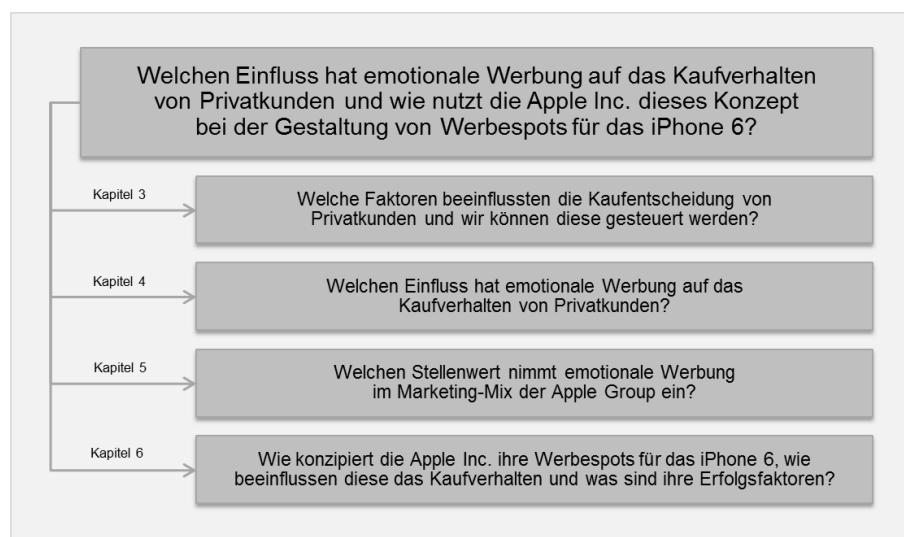 Welchen Einfluss hat emotionale Werbung auf das Kaufverhalten
von Privatkunden und wie nutzt die Apple Inc. dieses Konzept
bei der Gestaltung von Werbespots für das iPhone 6?
Kapitel 3
Welche Faktoren beeinflussten die Kaufentscheidung von
Privatkunden und wir können diese gesteuert werden?
Kapitel 4
Welchen Einfluss hat emotionale Werbung auf das
Kaufverhalten von Privatkunden?
Kapitel 5
Welchen Stellenwert nimmt emotionale Werbung
im Marketing-Mix der Apple Group ein?
Kapitel 6
Wie konzipiert die Apple Inc. ihre Werbespots für das iPhone 6, wie
beeinflussen diese das Kaufverhalten und was sind ihre Erfolgsfaktoren?